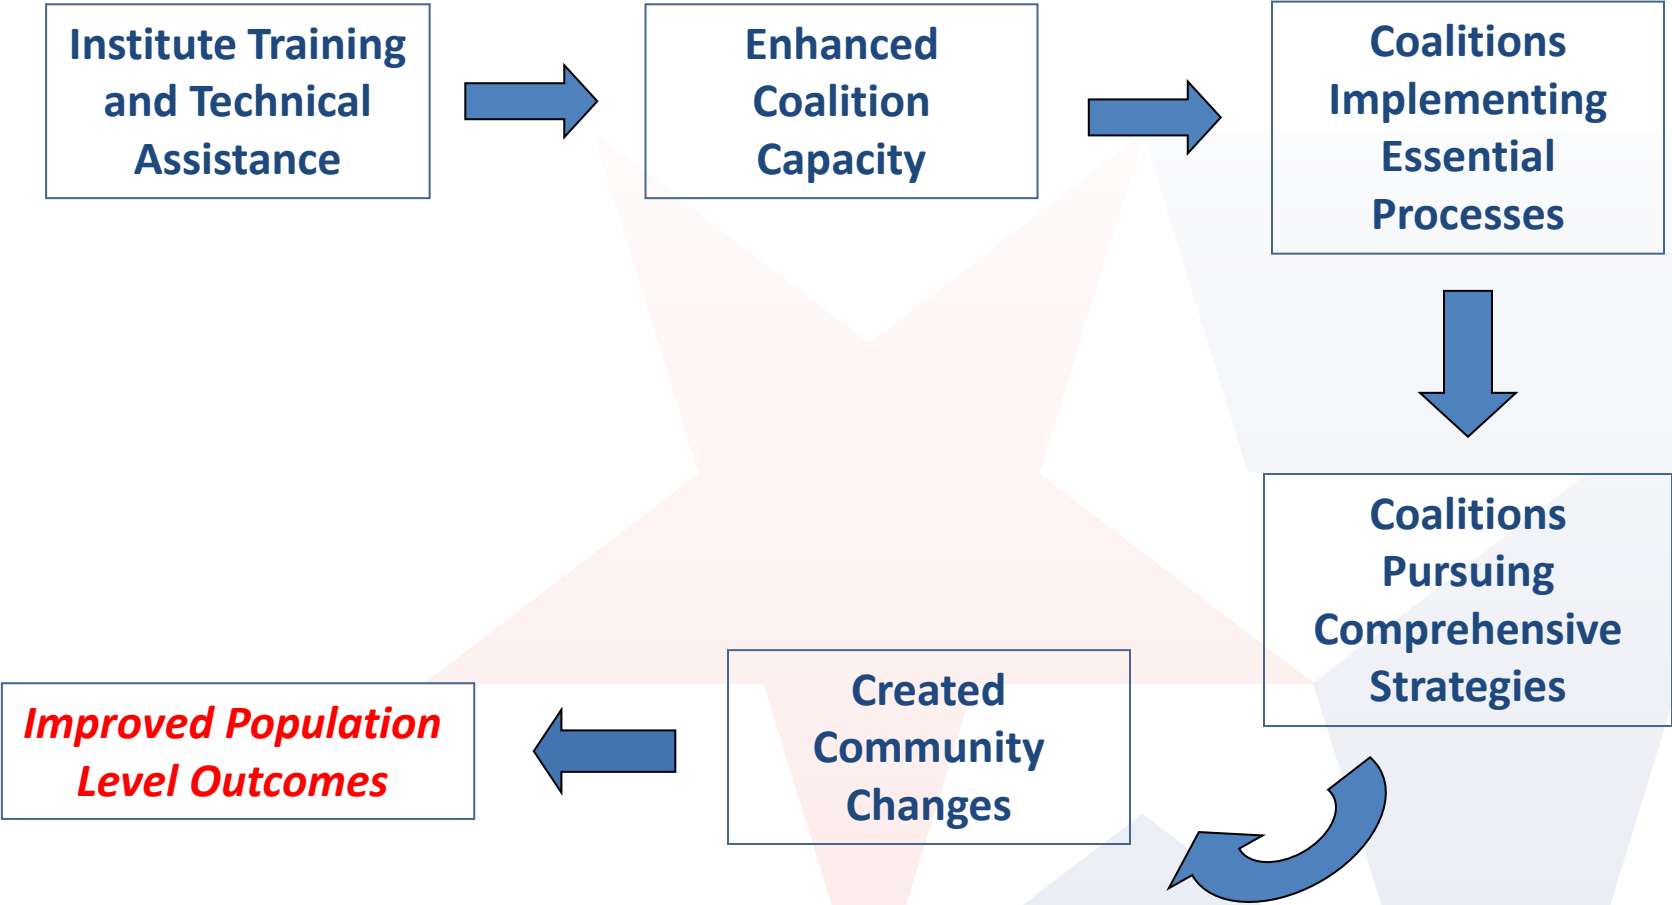 Institute Training
and Technical
Assistance
Enhanced
Coalition
Capacity
Coalitions
Implementing
Essential
Processes
Coalitions
Pursuing
Comprehensive
Strategies
Created
Community
Changes
Improved Population
Level Outcomes